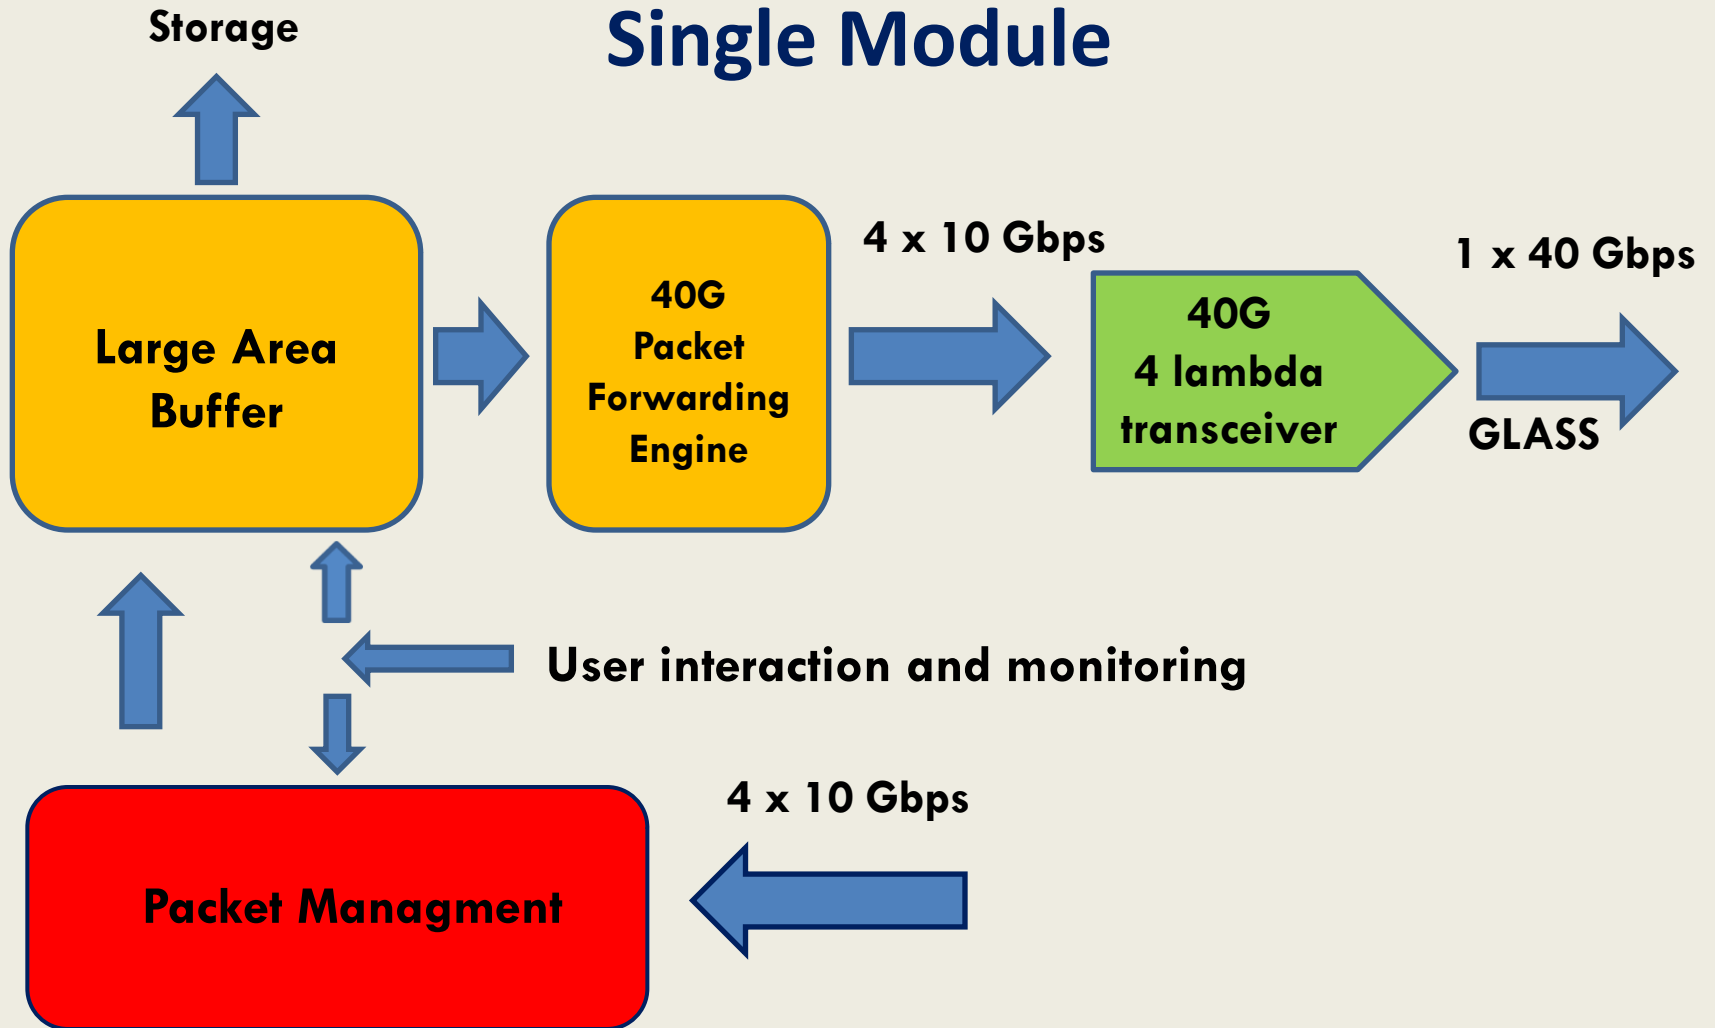 Storage
Single Module
Large Area
Buffer
40G
Packet
Forwarding
Engine
4 x 10 Gbps
40G
4 lambda
transceiver
1 x 40 Gbps
GLASS
User interaction and monitoring
4 x 10 Gbps
Packet Managment